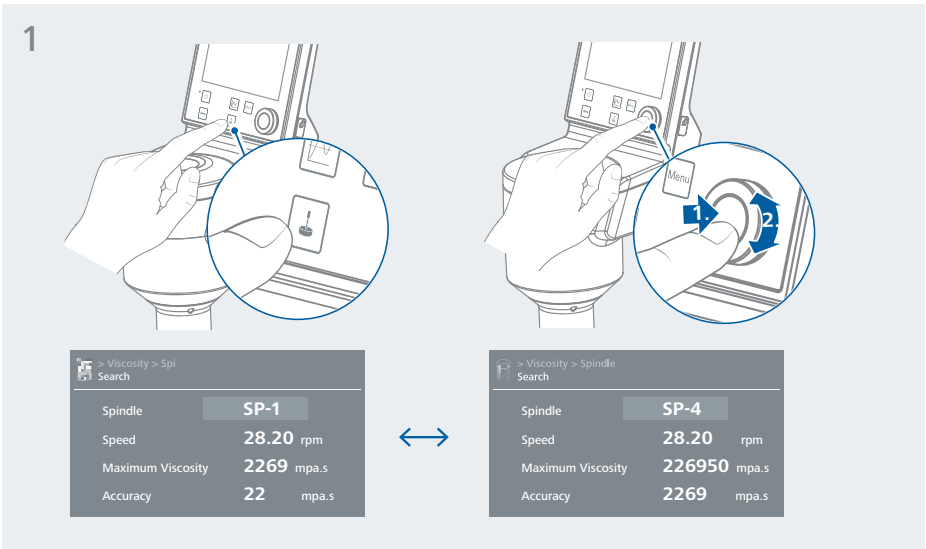 1
Menu
1.
2.
> Viscosity > Spi
Search
Spindle SP-1
Speed 28.20 rpm
Maximum Viscosity 2269 mpa.s
Accuracy 22 mpa.s
> Viscosity > Spindle
Search
Spindle SP-4
Speed 28.20 rpm
Maximum Viscosity 226950 mpa.s
Accuracy 2269 mpa.s